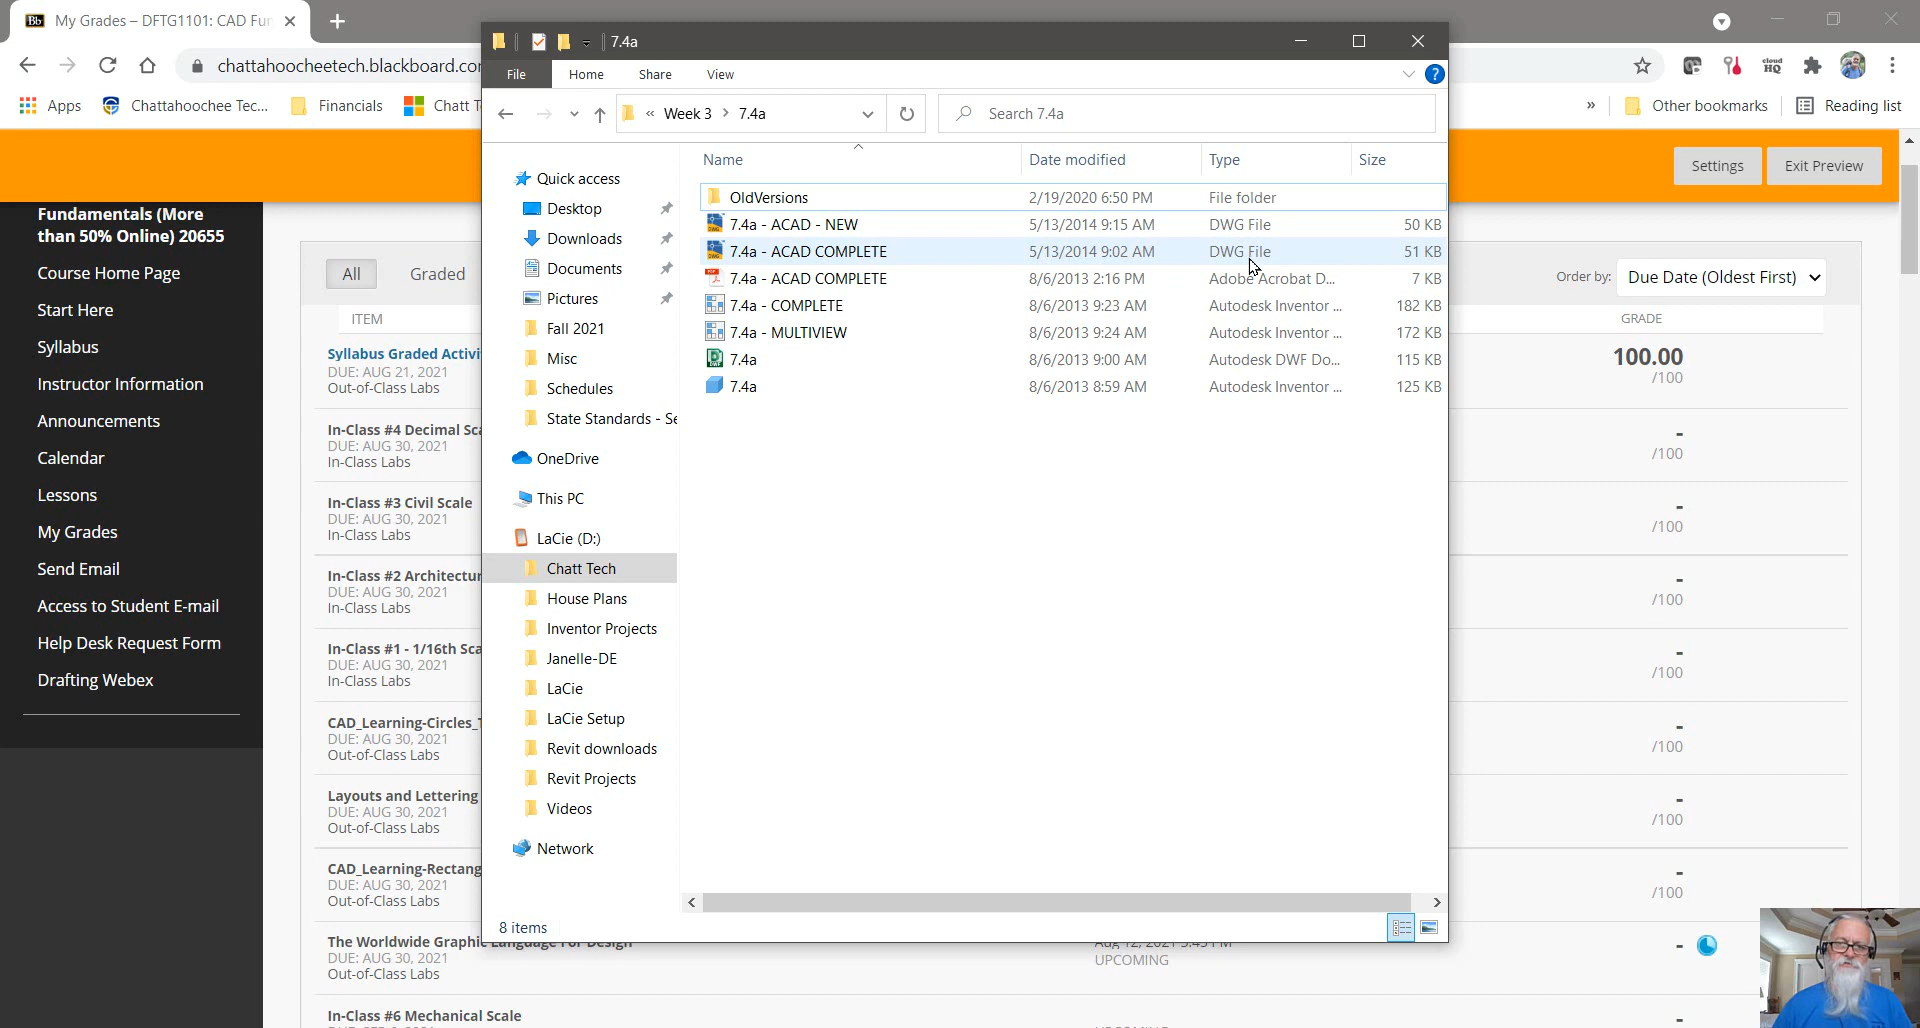 Bb My Grades – DFTG1101: CAD Fun
7.4a
chattahoocheetech.blackboard.cor
File Home Share View
Apps Chattahoochee Tec... Financials Chatt T
» Other bookmarks Reading list
« Week 3 › 7.4a
Search 7.4a
Settings Exit Preview
Fundamentals (More
than 50% Online) 20655
Course Home Page
Start Here
Syllabus
Instructor Information
Announcements
Calendar
Lessons
My Grades
Send Email
Access to Student E-mail
Help Desk Request Form
Drafting Webex
All Graded
Order by: Due Date (Oldest First)
ITEM
GRADE
Syllabus Graded Activi
DUE: AUG 21, 2021
Out-of-Class Labs
100.00
/100
In-Class #4 Decimal Sca
DUE: AUG 30, 2021
In-Class Labs
-
/100
In-Class #3 Civil Scale
DUE: AUG 30, 2021
In-Class Labs
-
/100
In-Class #2 Architectur
DUE: AUG 30, 2021
In-Class Labs
-
/100
In-Class #1 - 1/16th Sca
DUE: AUG 30, 2021
In-Class Labs
-
/100
CAD_Learning-Circles_T
DUE: AUG 30, 2021
Out-of-Class Labs
-
/100
Layouts and Lettering
DUE: AUG 30, 2021
Out-of-Class Labs
-
/100
CAD_Learning-Rectang
DUE: AUG 30, 2021
Out-of-Class Labs
-
/100
The Worldwide Graphic Language For Design
DUE: AUG 30, 2021
Out-of-Class Labs
Aug 12, 2021 5:45 PM
UPCOMING
-
In-Class #6 Mechanical Scale
-
Quick access
Desktop
Downloads
Documents
Pictures
Fall 2021
Misc
Schedules
State Standards - Se
OneDrive
This PC
LaCie (D:)
Chatt Tech
House Plans
Inventor Projects
Janelle-DE
LaCie
LaCie Setup
Revit downloads
Revit Projects
Videos
Network
Name Date modified Type Size
OldVersions 2/19/2020 6:50 PM File folder
7.4a - ACAD - NEW 5/13/2014 9:15 AM DWG File 50 KB
7.4a - ACAD COMPLETE 5/13/2014 9:02 AM DWG File 51 KB
7.4a - ACAD COMPLETE 8/6/2013 2:16 PM Adobe Acrobat D... 7 KB
7.4a - COMPLETE 8/6/2013 9:23 AM Autodesk Inventor ... 182 KB
7.4a - MULTIVIEW 8/6/2013 9:24 AM Autodesk Inventor ... 172 KB
7.4a 8/6/2013 9:00 AM Autodesk DWF Do... 115 KB
7.4a 8/6/2013 8:59 AM Autodesk Inventor ... 125 KB
8 items